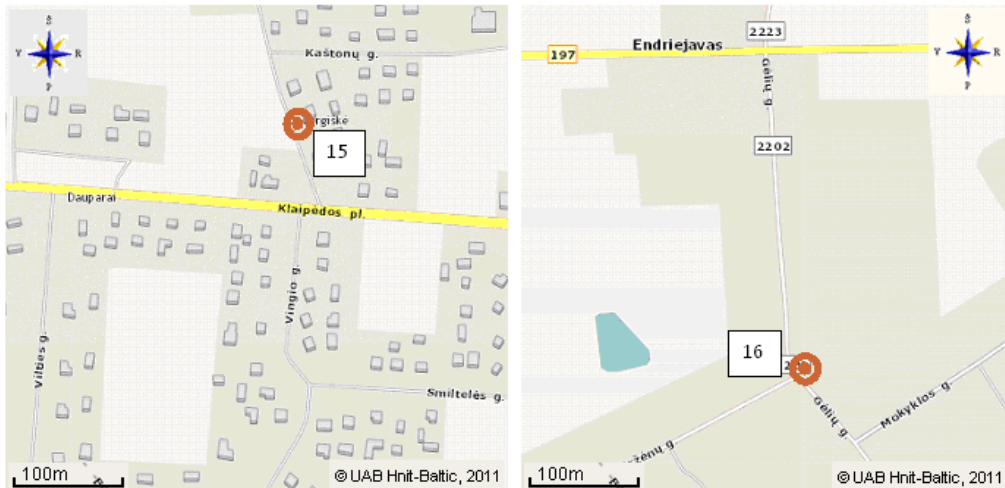 Š
Y
R
P
Kaštonų g.
15
Dauparai
Klaipėdos pl.
Vingio g.
Vilties g.
Smiltelės g.
100m
© UAB Hnit-Baltic, 2011
Š
Y
R
P
2223
Endriejavas
197
Gėlių g.
2202
16
Gėlių g.
Mokyklos g.
100m
© UAB Hnit-Baltic, 2011